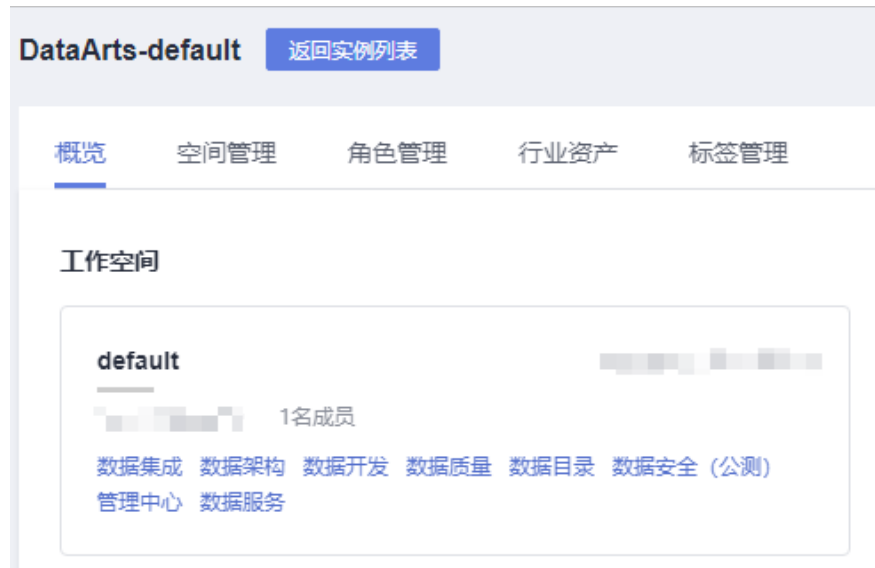 DataArts-default 返回实例列表
概览 空间管理 角色管理 行业资产 标签管理
工作空间
default
1名成员
数据集成 数据架构 数据开发 数据质量 数据目录 数据安全（公测）
管理中心 数据服务